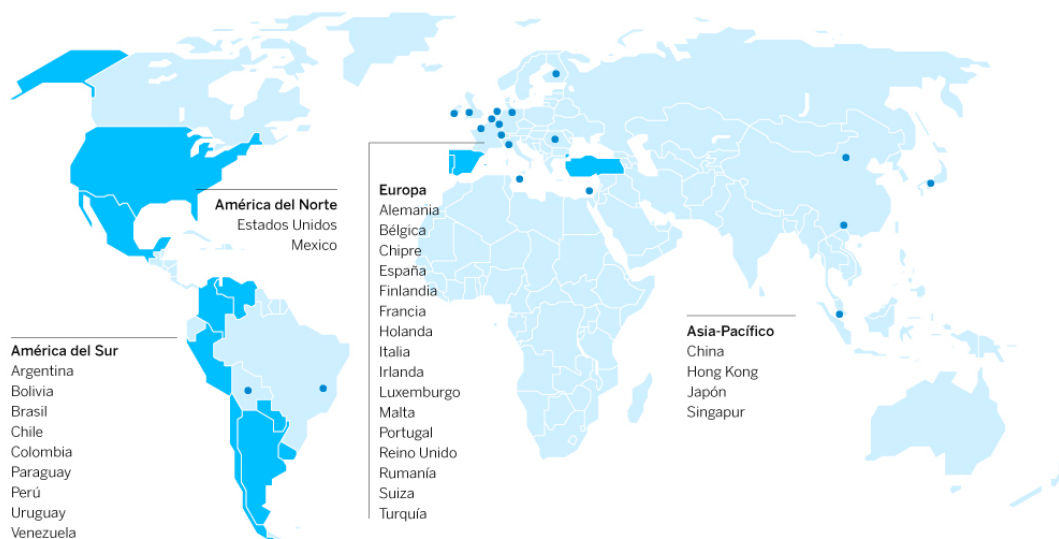 América del Norte
Estados Unidos
Mexico
América del Sur
Argentina
Bolivia
Brasil
Chile
Colombia
Paraguay
Perú
Uruguay
Venezuela
Europa
Alemania
Bélgica
Chipre
España
Finlandia
Francia
Holanda
Italia
Irlanda
Luxemburgo
Malta
Portugal
Reino Unido
Rumanía
Suiza
Turquía
Asia-Pacífico
China
Hong Kong
Japón
Singapur